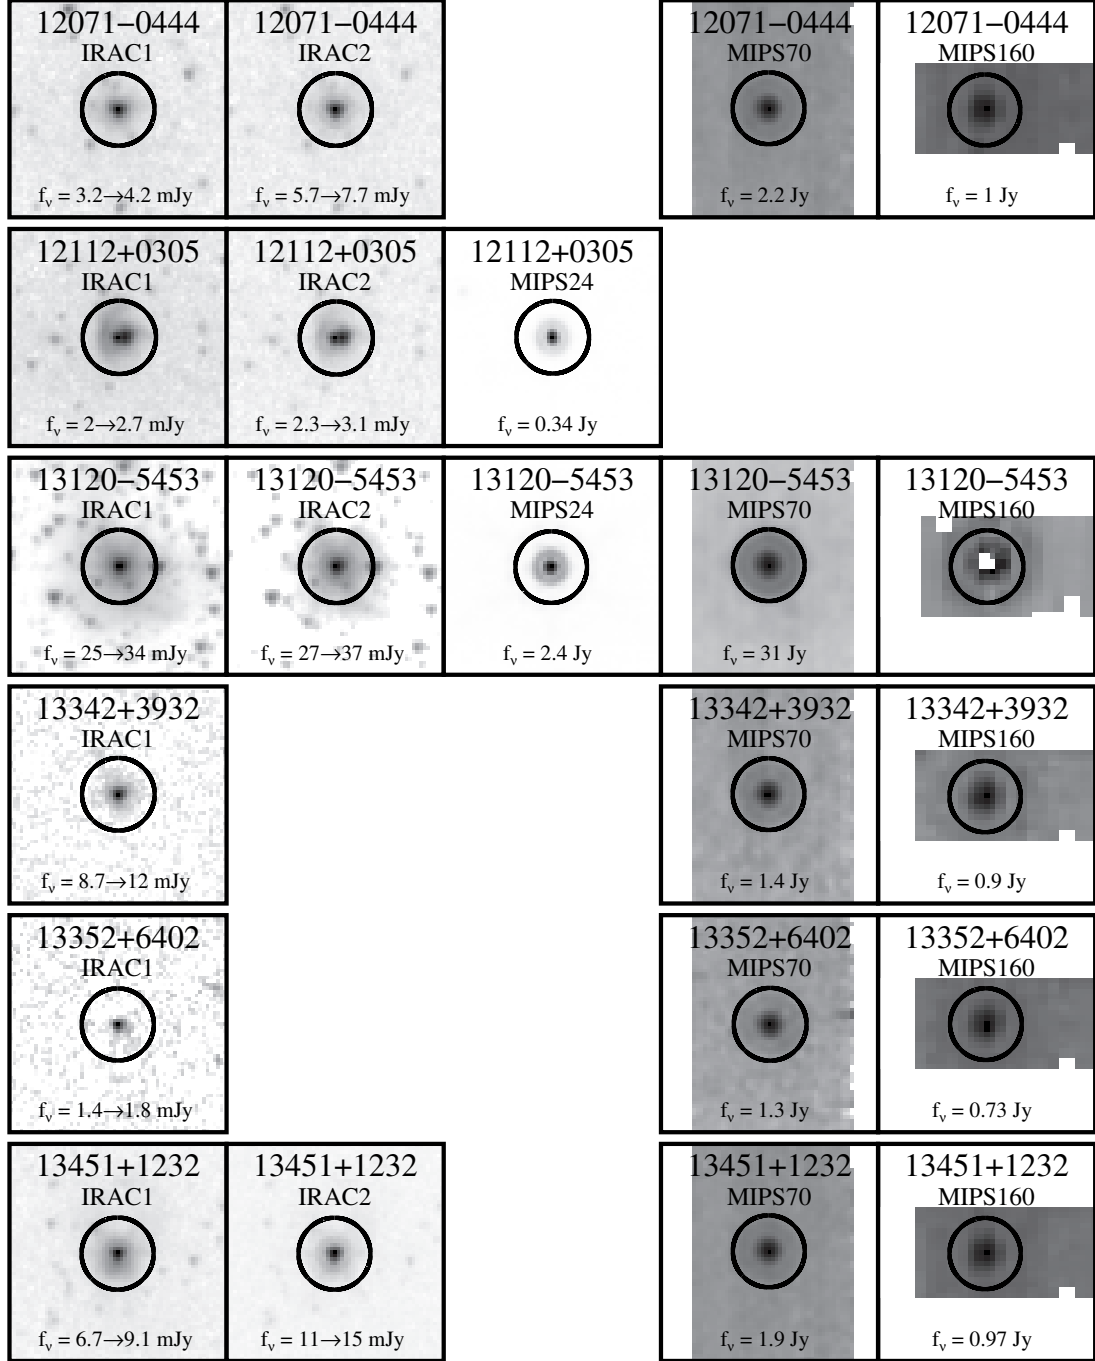 12071−0444
IRAC1
f_ν = 3.2→4.2 mJy
12071−0444
IRAC2
f_ν = 5.7→7.7 mJy
12071−0444
MIPS70
f_ν = 2.2 Jy
12071−0444
MIPS160
f_ν = 1 Jy
12112+0305
IRAC1
f_ν = 2→2.7 mJy
12112+0305
IRAC2
f_ν = 2.3→3.1 mJy
12112+0305
MIPS24
f_ν = 0.34 Jy
13120−5453
IRAC1
f_ν = 25→34 mJy
13120−5453
IRAC2
f_ν = 27→37 mJy
13120−5453
MIPS24
f_ν = 2.4 Jy
13120−5453
MIPS70
f_ν = 31 Jy
13120−5453
MIPS160
13342+3932
IRAC1
f_ν = 8.7→12 mJy
13342+3932
MIPS70
f_ν = 1.4 Jy
13342+3932
MIPS160
f_ν = 0.9 Jy
13352+6402
IRAC1
f_ν = 1.4→1.8 mJy
13352+6402
MIPS70
f_ν = 1.3 Jy
13352+6402
MIPS160
f_ν = 0.73 Jy
13451+1232
IRAC1
f_ν = 6.7→9.1 mJy
13451+1232
IRAC2
f_ν = 11→15 mJy
13451+1232
MIPS70
f_ν = 1.9 Jy
13451+1232
MIPS160
f_ν = 0.97 Jy